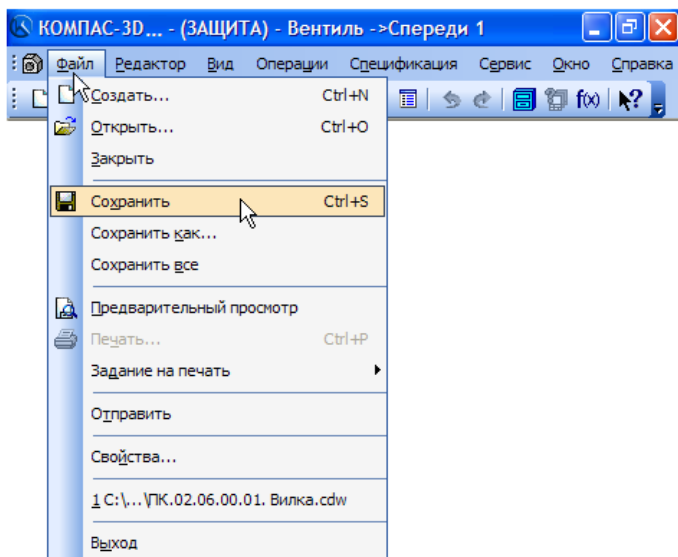 КОМПАС-3D... - (ЗАЩИТА) - Вентиль ->Спереди 1
Файл Редактор Вид Операции Спецификация Сервис Окно Справка
f(x) ?
Создать... Ctrl+N
Открыть... Ctrl+O
Закрыть
Сохранить Ctrl+S
Сохранить как...
Сохранить все
Предварительный просмотр
Печать... Ctrl+P
Задание на печать
Отправить
Свойства...
1 C:\...\ПК.02.06.00.01. Вилка.cdw
Выход